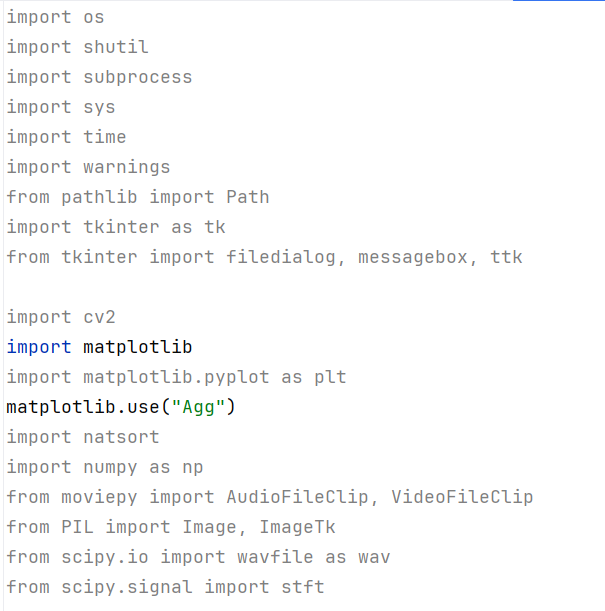 import os
import shutil
import subprocess
import sys
import time
import warnings
from pathlib import Path
import tkinter as tk
from tkinter import filedialog, messagebox, ttk
import cv2
import matplotlib
import matplotlib.pyplot as plt
matplotlib.use("Agg")
import natsort
import numpy as np
from moviepy import AudioFileClip, VideoFileClip
from PIL import Image, ImageTk
from scipy.io import wavfile as wav
from scipy.signal import stft